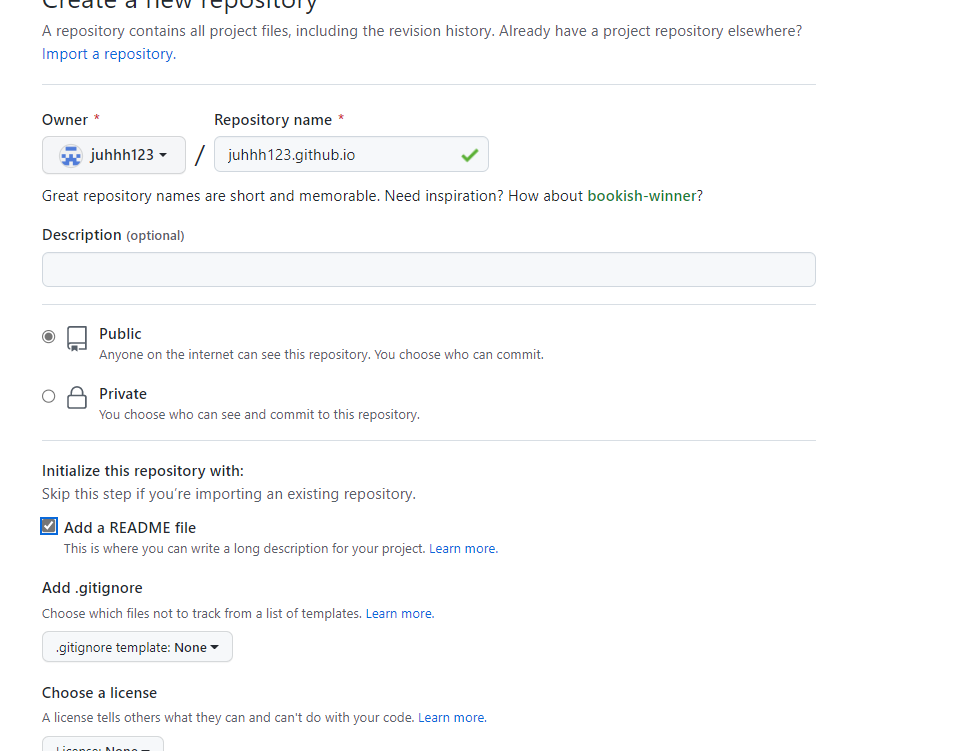 Create a new repository
A repository contains all project files, including the revision history. Already have a project repository elsewhere?
Import a repository.
Owner *
Repository name *
juhhh123
/
juhhh123.github.io
Great repository names are short and memorable. Need inspiration? How about bookish-winner?
Description (optional)
Public
Anyone on the internet can see this repository. You choose who can commit.
Private
You choose who can see and commit to this repository.
Initialize this repository with:
Skip this step if you’re importing an existing repository.
Add a README file
This is where you can write a long description for your project. Learn more.
Add .gitignore
Choose which files not to track from a list of templates. Learn more.
.gitignore template: None
Choose a license
A license tells others what they can and can't do with your code. Learn more.
License: None